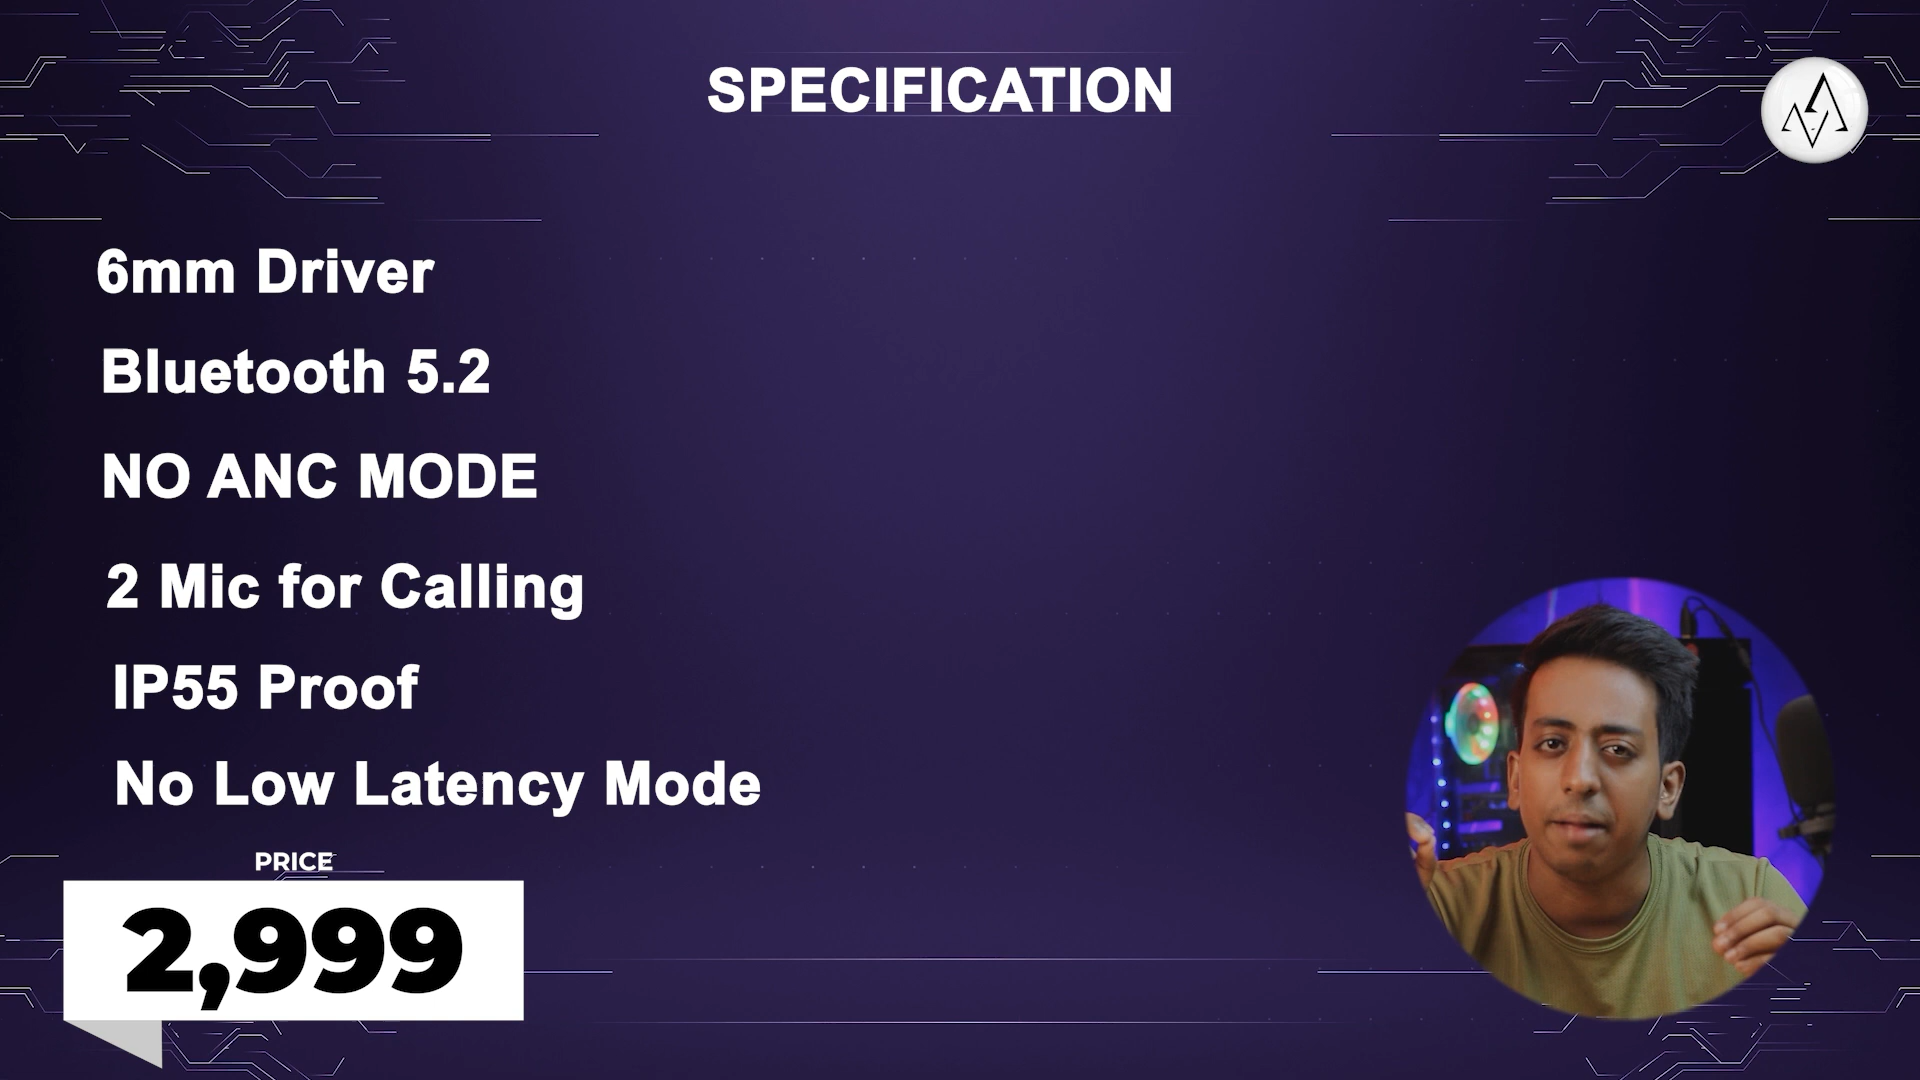 SPECIFICATION
6mm Driver
Bluetooth 5.2
NO ANC MODE
2 Mic for Calling
IP55 Proof
No Low Latency Mode
PRICE
2,999